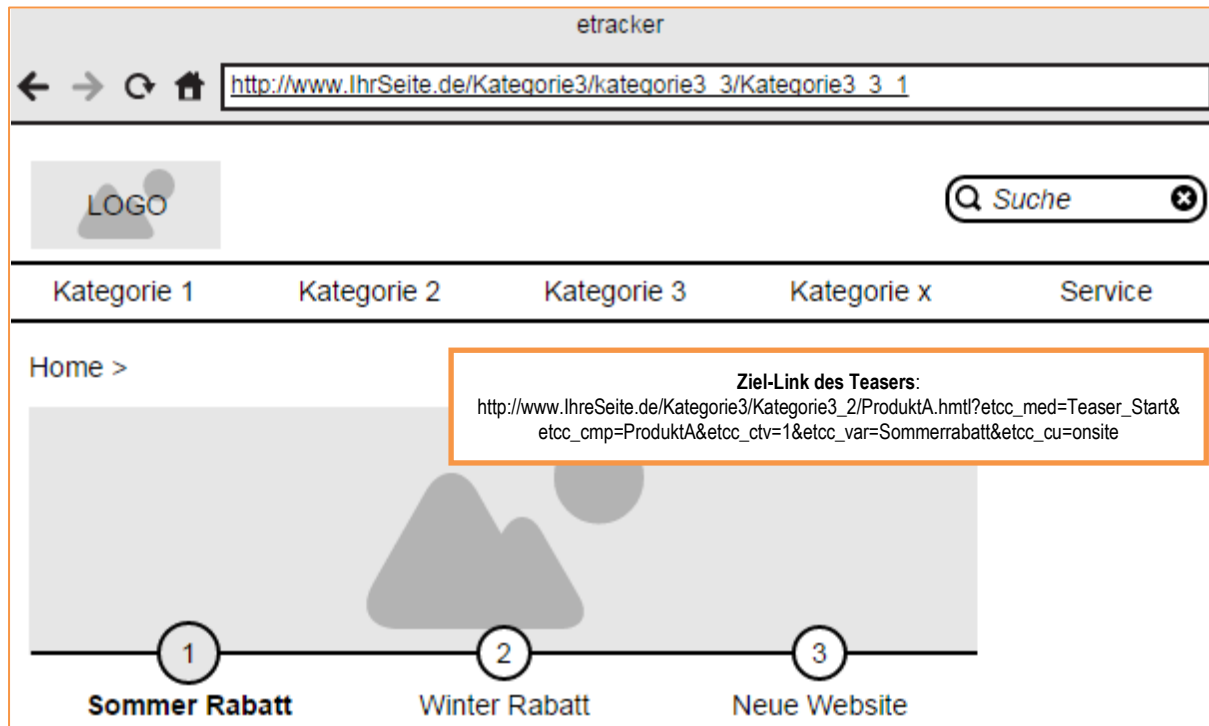 etracker
http://www.IhrSeite.de/Kategorie3/kategorie3_3/Kategorie3_3_1
LOGO
Suche
Kategorie 1 Kategorie 2 Kategorie 3 Kategorie x Service
Home >
Ziel-Link des Teasers:
http://www.IhreSeite.de/Kategorie3/Kategorie3_2/ProduktA.hmtl?etcc_med=Teaser_Start&
etcc_cmp=ProduktA&etcc_ctv=1&etcc_var=Sommerrabatt&etcc_cu=onsite
1 2 3
Sommer Rabatt Winter Rabatt Neue Website